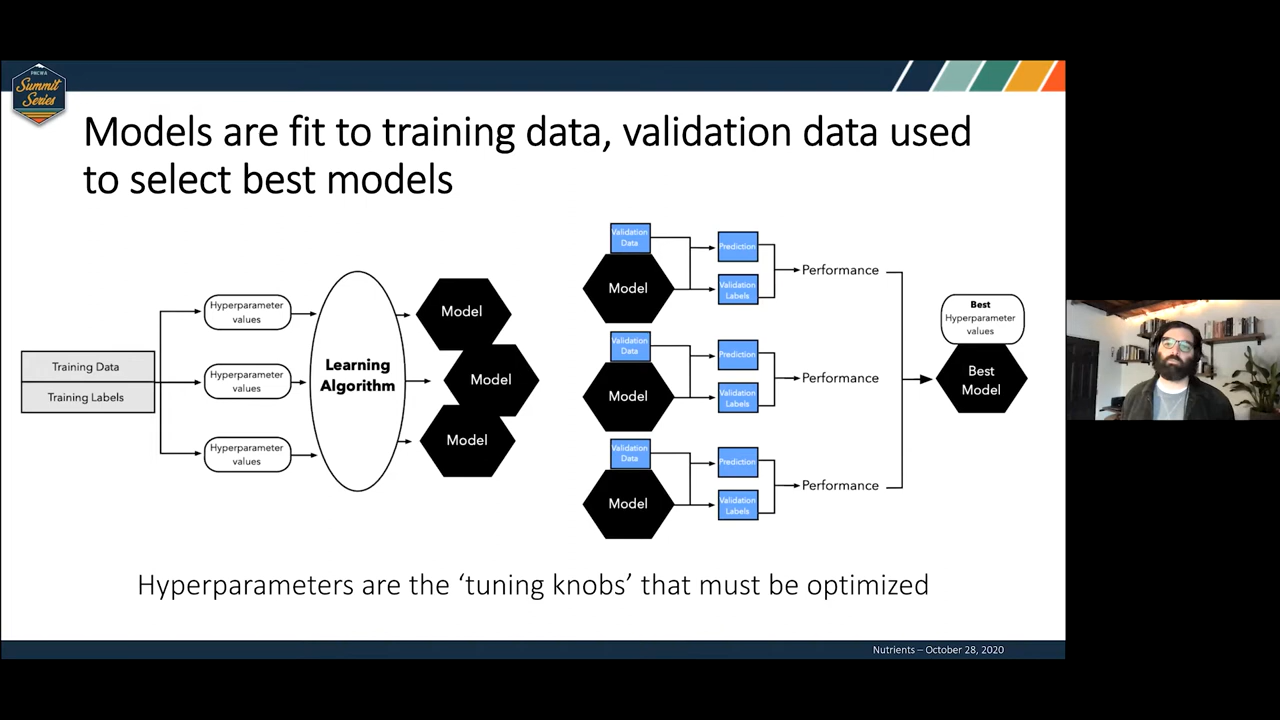 PNCWA
Summit
Series
Models are fit to training data, validation data used
to select best models
Training Data
Training Labels
Hyperparameter
values
Hyperparameter
values
Hyperparameter
values
Learning
Algorithm
Model
Model
Model
Validation
Data
Model
Prediction
Validation
Labels
Performance
Validation
Data
Model
Prediction
Validation
Labels
Performance
Validation
Data
Model
Prediction
Validation
Labels
Performance
Best
Hyperparameter
values
Best
Model
Hyperparameters are the ‘tuning knobs’ that must be optimized
Nutrients – October 28, 2020